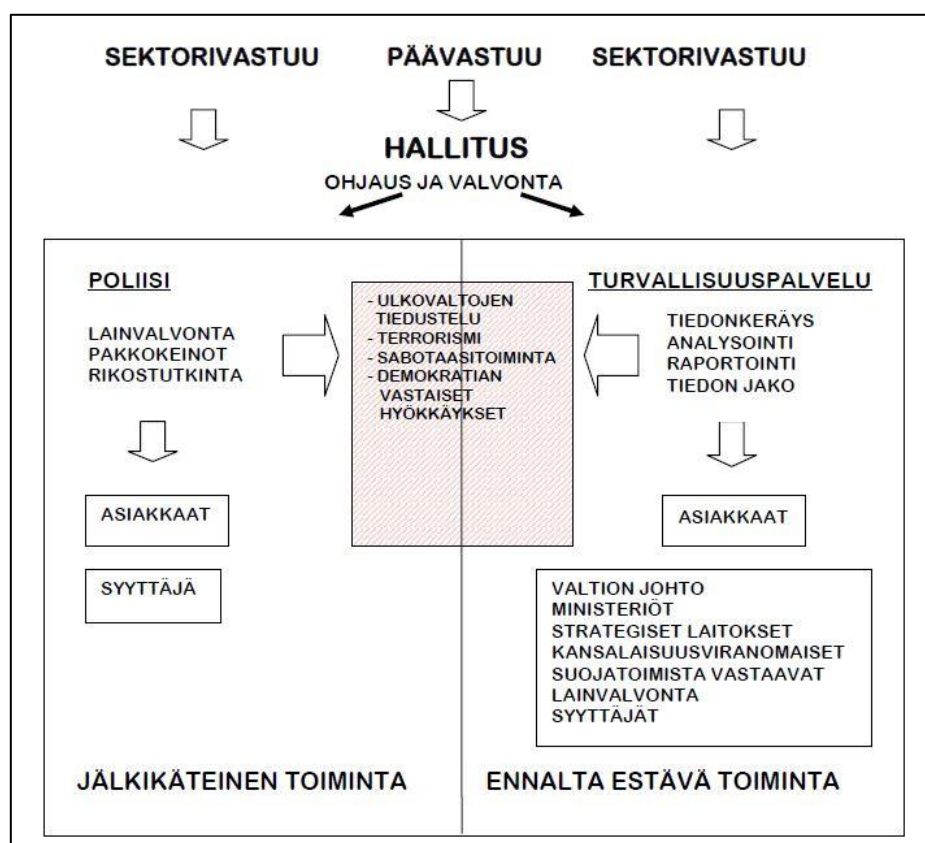 SEKTORIVASTUU
PÄÄVASTUU
SEKTORIVASTUU
HALLITUS
OHJAUS JA VALVONTA
POLIISI
LAINVALVONTA
PAKKOKEINOT
RIKOSTUTKINTA
ASIAKKAAT
SYYTTÄJÄ
- ULKOVALTOJEN
TIEDUSTELU
- TERRORISMI
- SABOTAASITOIMINTA
- DEMOKRATIAN
VASTAISET
HYÖKKÄYKSET
TURVALLISUUSPALVELU
TIEDONKERÄYS
ANALYSOINTI
RAPORTOINTI
TIEDON JAKO
ASIAKKAAT
VALTION JOHTO
MINISTERIÖT
STRATEGISET LAITOKSET
KANSALAISUUSVIRANOMAISET
SUOJATOIMISTA VASTAAVAT
LAINVALVONTA
SYYTTÄJÄT
JÄLKIKÄTEINEN TOIMINTA
ENNALTA ESTÄVÄ TOIMINTA